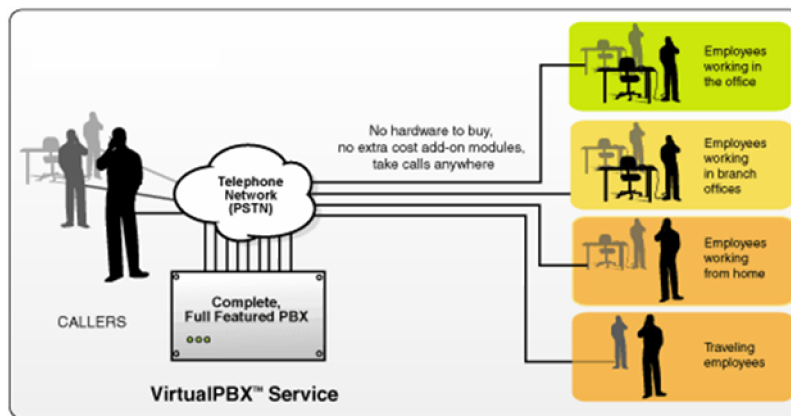 Employees
working in
the office
No hardware to buy,
no extra cost add-on modules,
take calls anywhere
Employees
working
in branch
offices
Telephone
Network
(PSTN)
Employees
working
from home
Complete,
Full Featured PBX
CALLERS
Traveling
employees
VirtualPBX™ Service